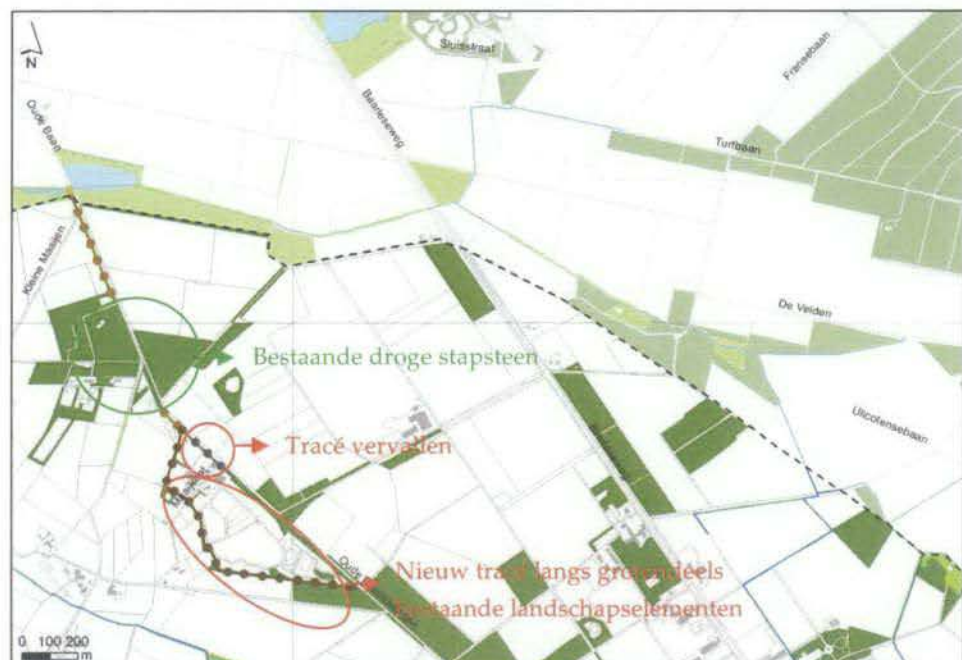 Sluisstraat
Fransebaan
N
Oude Baan
Baarleseweg
Turfbaan
Kleine Maaijen
De Velden
Bestaande droge stapsteen
Ulicotensebaan
Tracé vervallen
Nieuw tracé langs grotendeels
bestaande landschapselementen
0 100 200
m